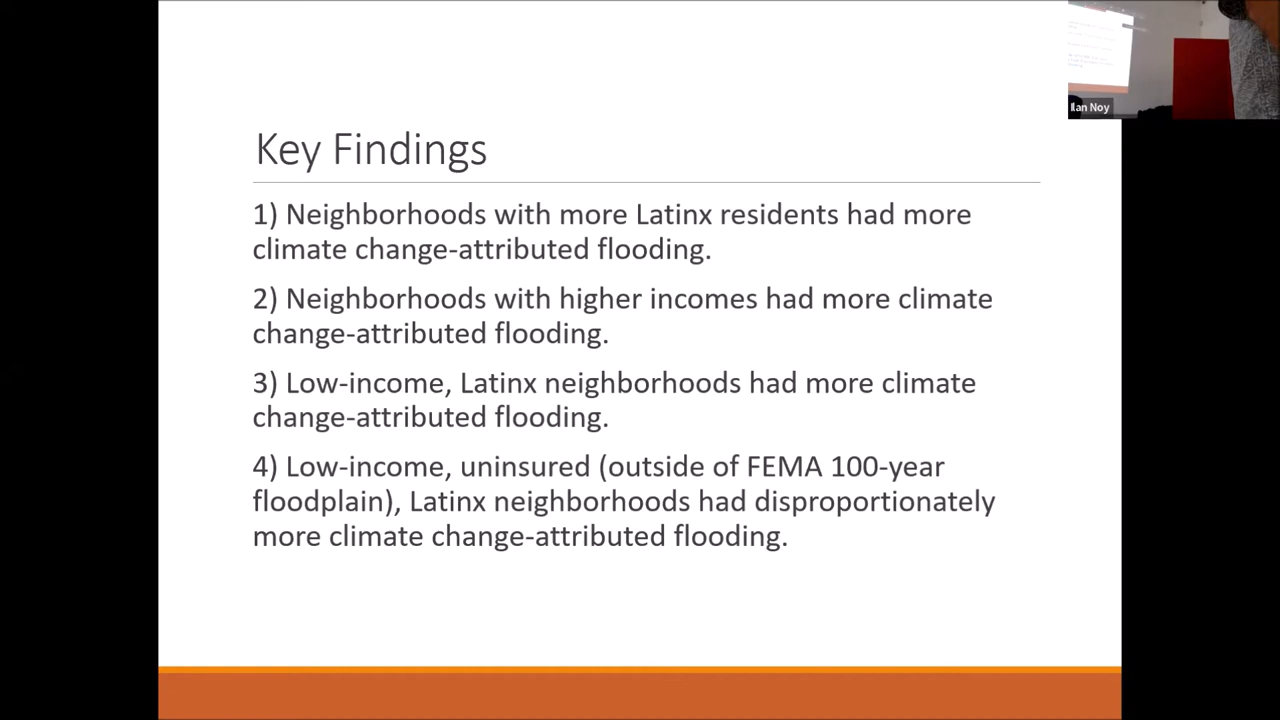 Key Findings
1) Neighborhoods with more Latinx residents had more
climate change-attributed flooding.
2) Neighborhoods with higher incomes had more climate
change-attributed flooding.
3) Low-income, Latinx neighborhoods had more climate
change-attributed flooding.
4) Low-income, uninsured (outside of FEMA 100-year
floodplain), Latinx neighborhoods had disproportionately
more climate change-attributed flooding.
Ilan Noy